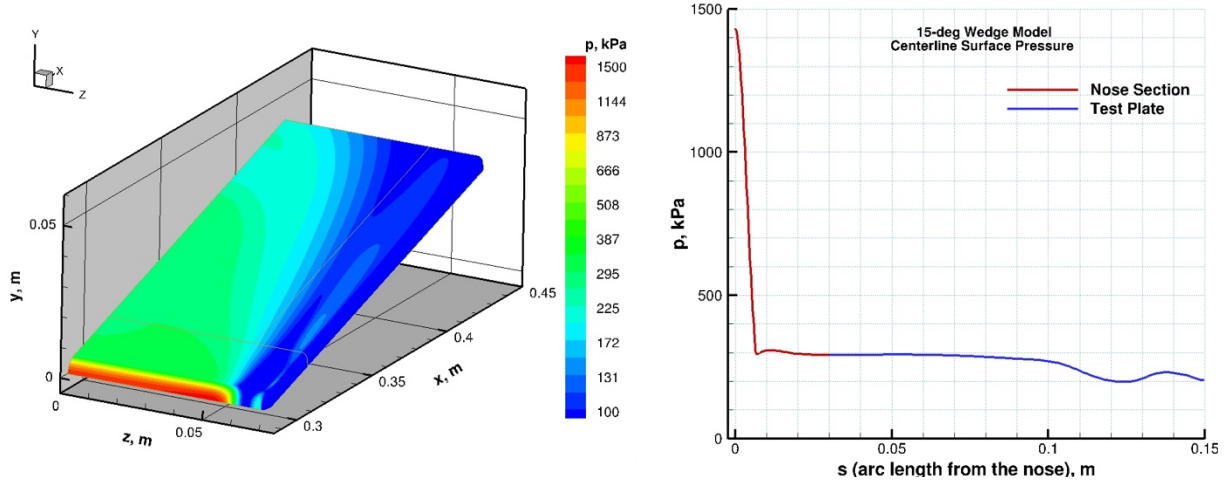 Y
X
Z
p, kPa
1500
1144
873
666
508
387
295
225
172
131
100
0.05
0
y, m
0
0.05
z, m
0.3
0.35
0.4
0.45
x, m
15-deg Wedge Model
Centerline Surface Pressure
Nose Section
Test Plate
1500
1000
500
0
p, kPa
0
0.05
0.1
0.15
s (arc length from the nose), m